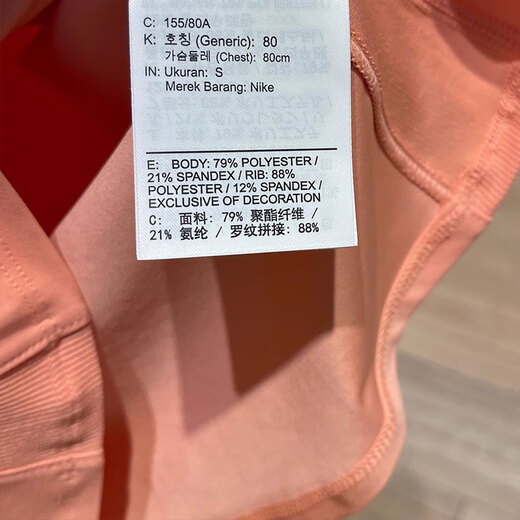 C: 155/80A
K: 호칭 (Generic): 80
가슴둘레 (Chest): 80cm
IN: Ukuran: S
Merek Barang: Nike
E: BODY: 79% POLYESTER /
21% SPANDEX / RIB: 88%
POLYESTER / 12% SPANDEX /
EXCLUSIVE OF DECORATION
C: 面料: 79% 聚酯纤维 /
21% 氨纶 / 罗纹拼接: 88%